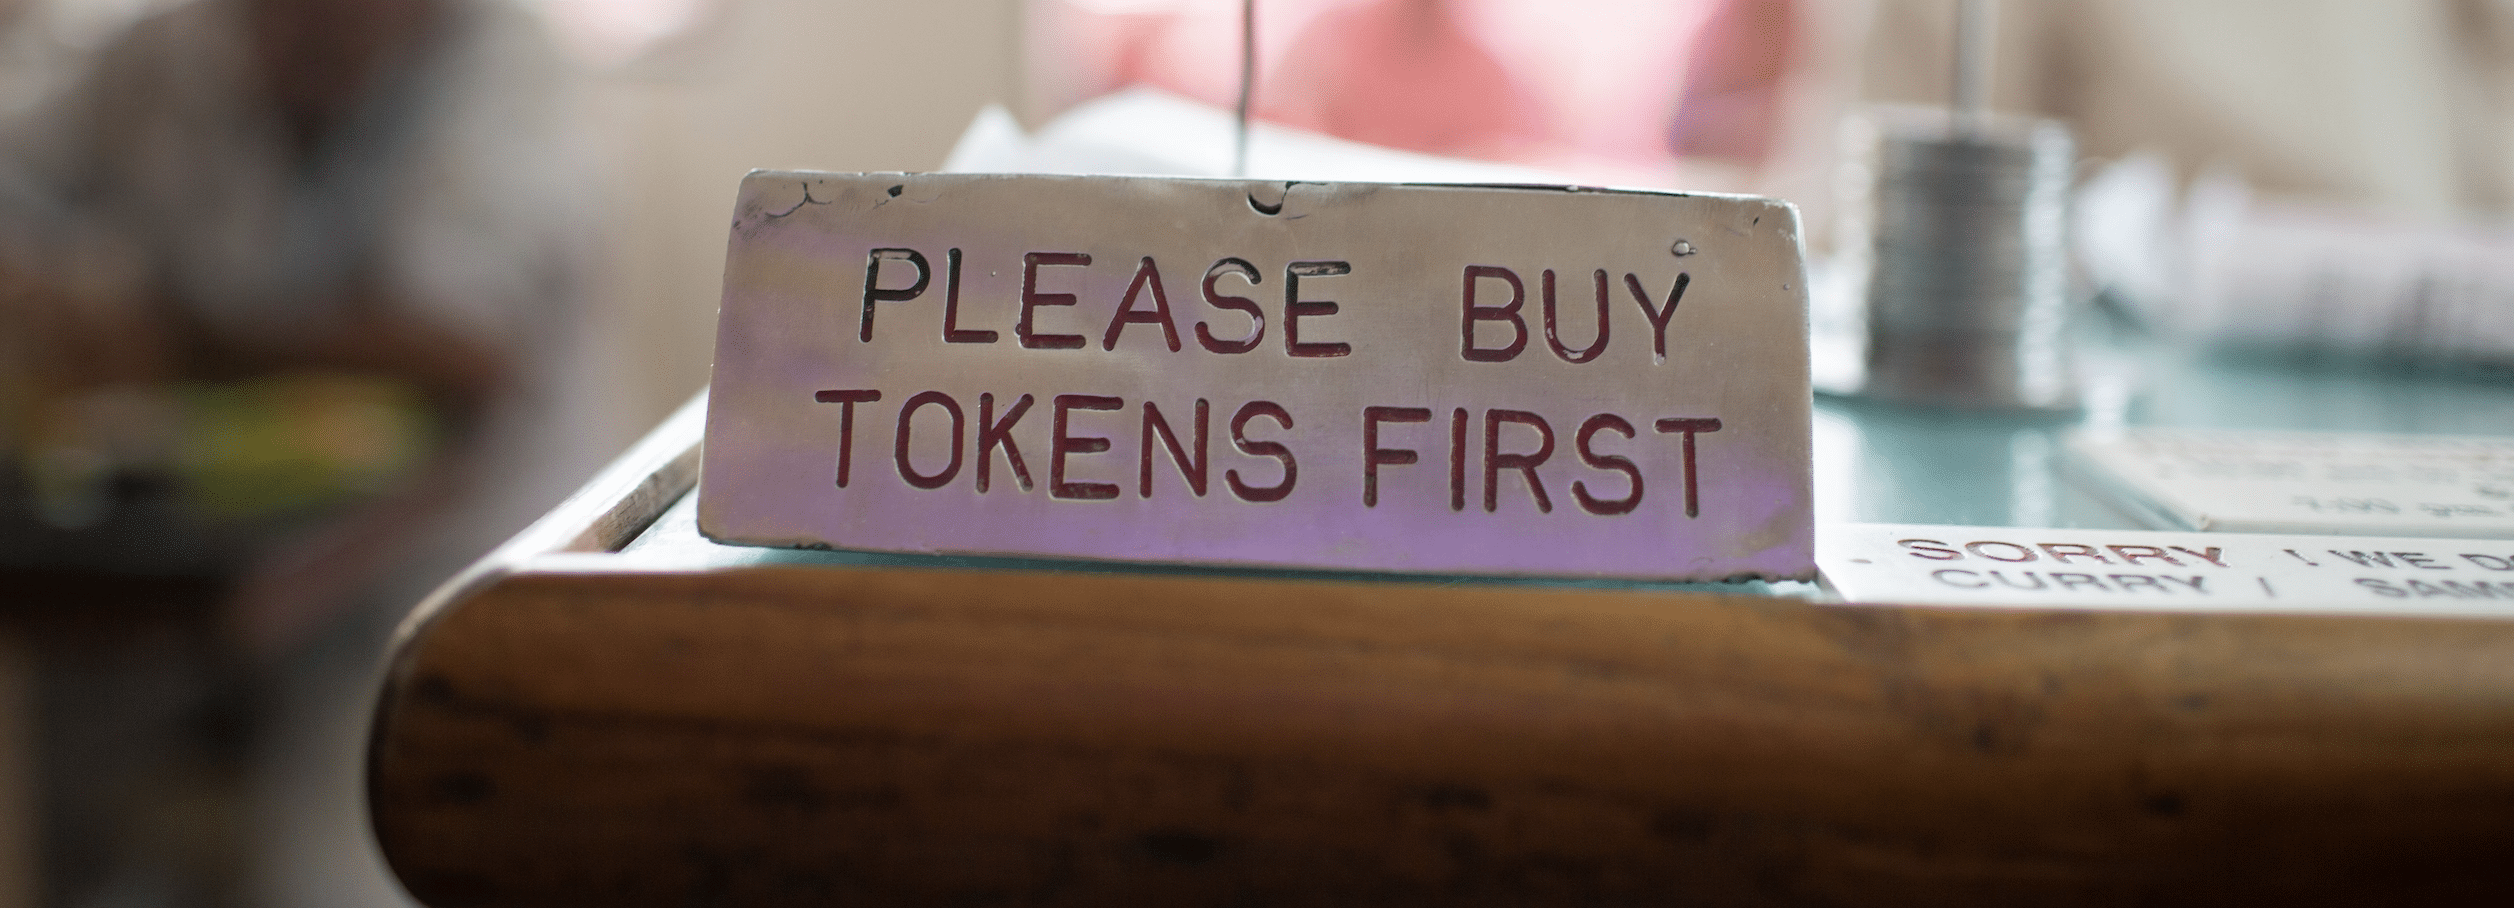 PLEASE BUY
TOKENS FIRST
SORRY ! WE
CURRY /